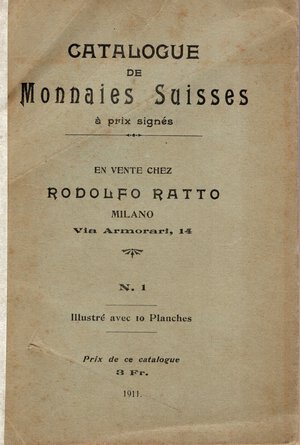 CATALOGUE
DE
Monnaies Suisses
à prix signés
EN VENTE CHEZ
RODOLFO RATTO
MILANO
Via Armorari, 14
N. 1
Illustré avec 10 Planches
Prix de ce catalogue
3 Fr.
1911.